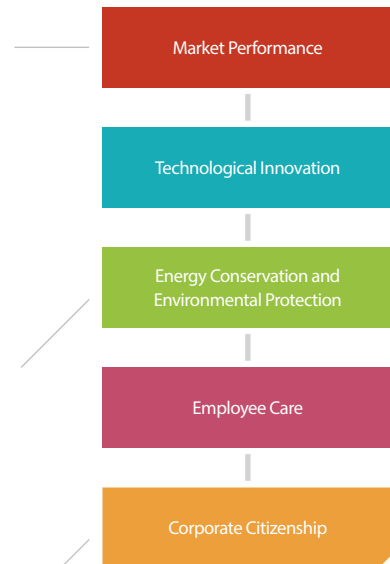 Market Performance
Technological Innovation
Energy Conservation and
Environmental Protection
Employee Care
Corporate Citizenship